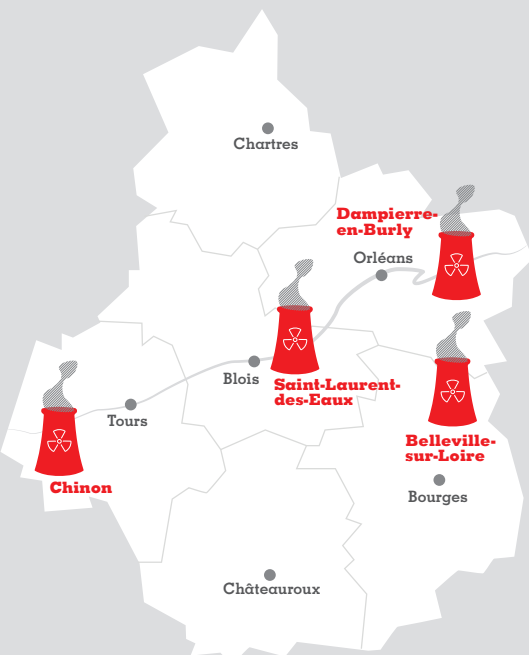 Chartres
Dampierre-
en-Burly
Orléans
Blois
Saint-Laurent-
des-Eaux
Tours
Belleville-
sur-Loire
Chinon
Bourges
Châteauroux